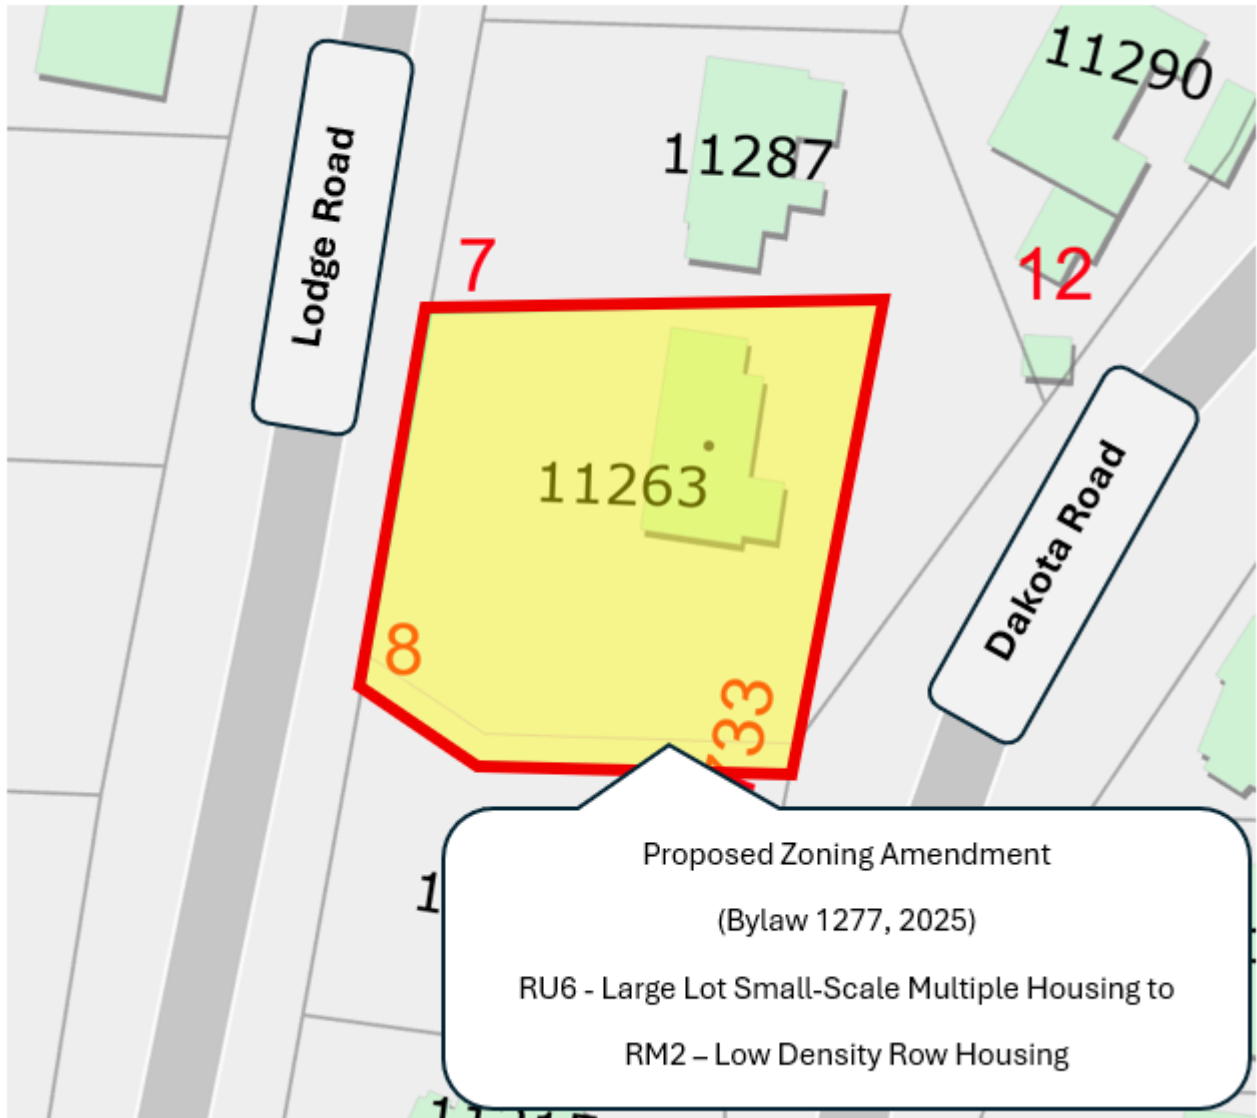 11290
11287
Lodge Road
7
12
11263
Dakota Road
8
133
Proposed Zoning Amendment
(Bylaw 1277, 2025)
RU6 - Large Lot Small-Scale Multiple Housing to
RM2 – Low Density Row Housing